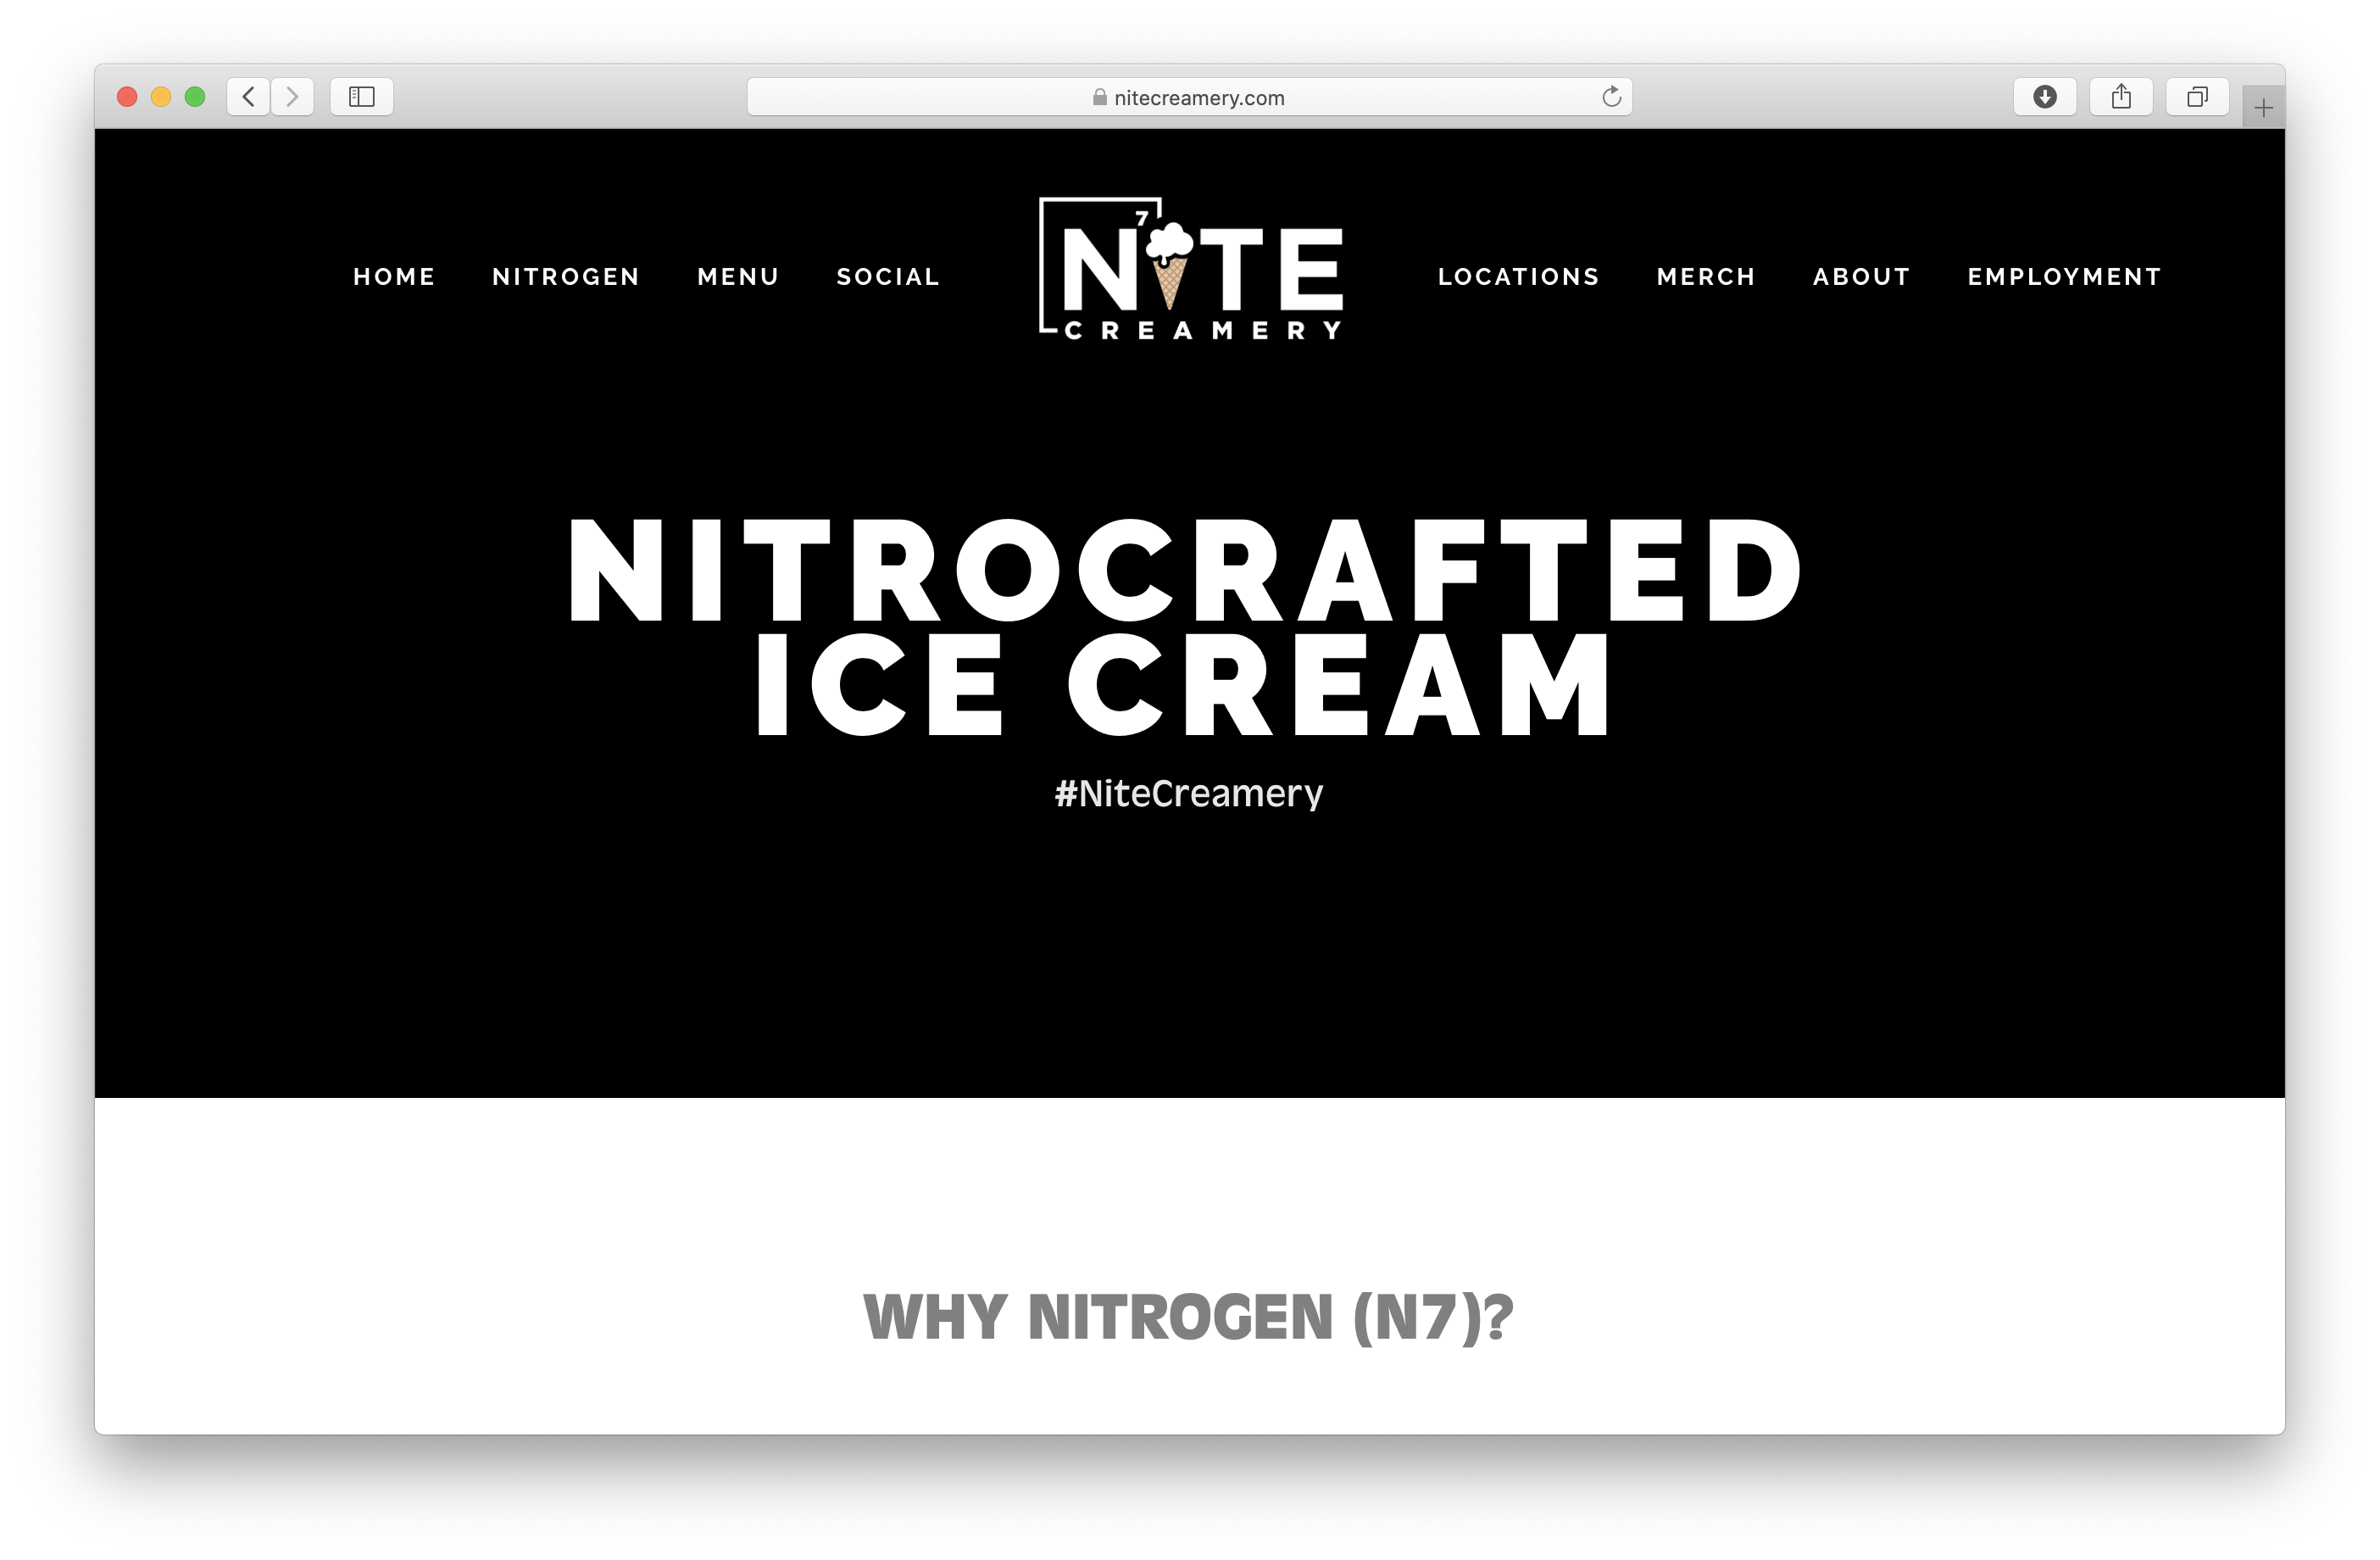 nitecreamery.com
HOME NITROGEN MENU SOCIAL
7
NITE
CREAMERY
LOCATIONS MERCH ABOUT EMPLOYMENT
NITROCRAFTED
ICE CREAM
#NiteCreamery
WHY NITROGEN (N7)?